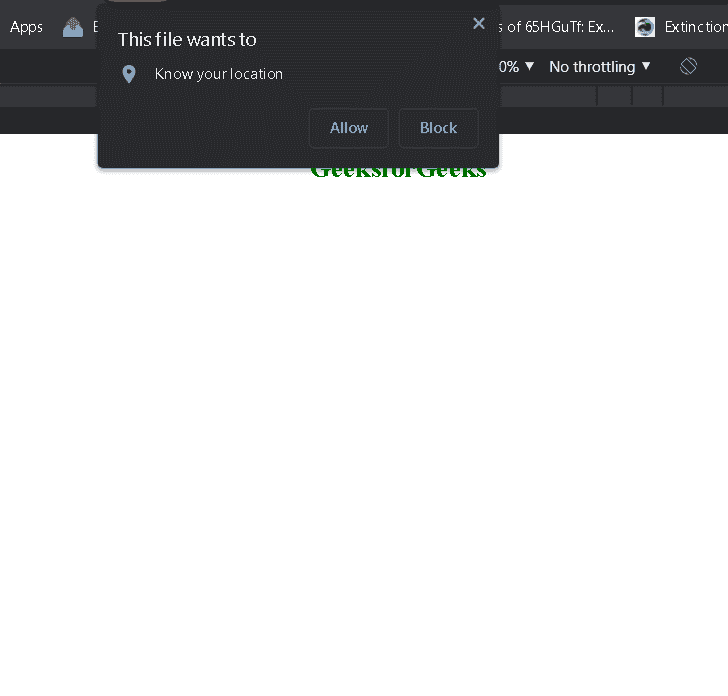 Apps
s of 65HGuTf: Ex...
Extinction
This file wants to
Know your location
0%
No throttling
Allow
Block
GeeksforGeeks